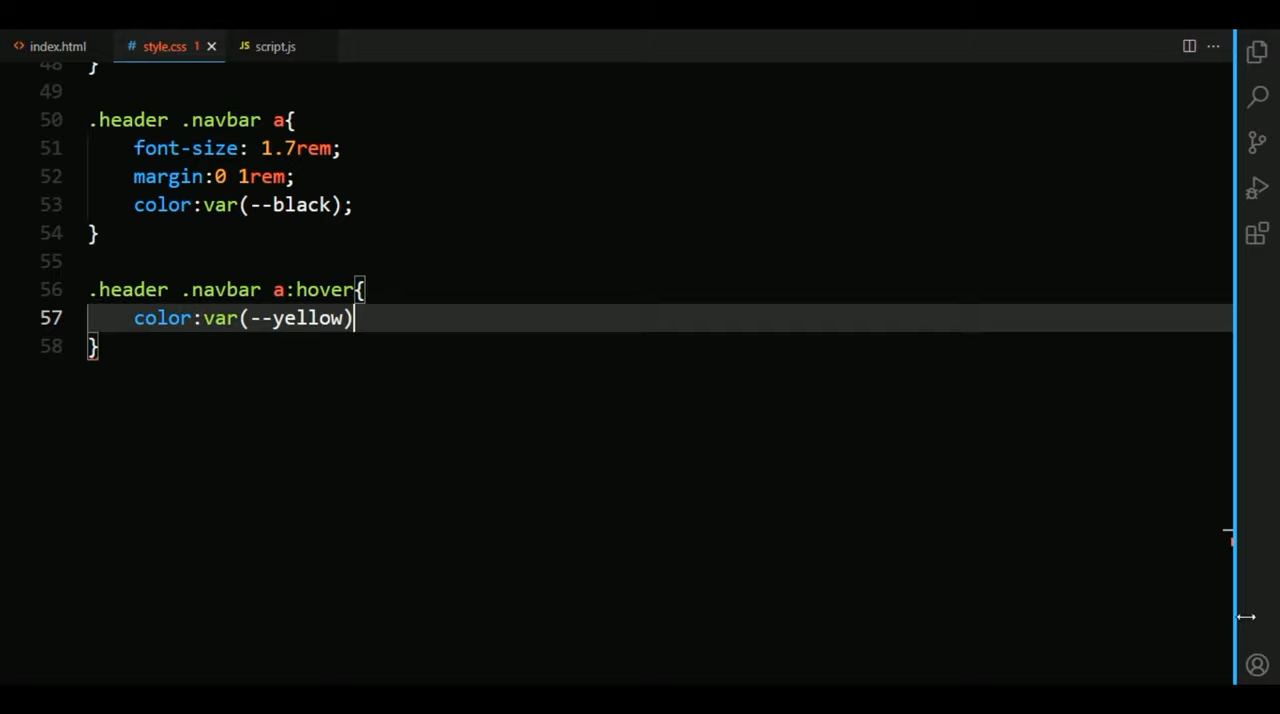 index.html
# style.css 1
JS script.js
48 }
49
50 .header .navbar a{
51 font-size: 1.7rem;
52 margin:0 1rem;
53 color:var(--black);
54 }
55
56 .header .navbar a:hover{
57 color:var(--yellow)
58 }